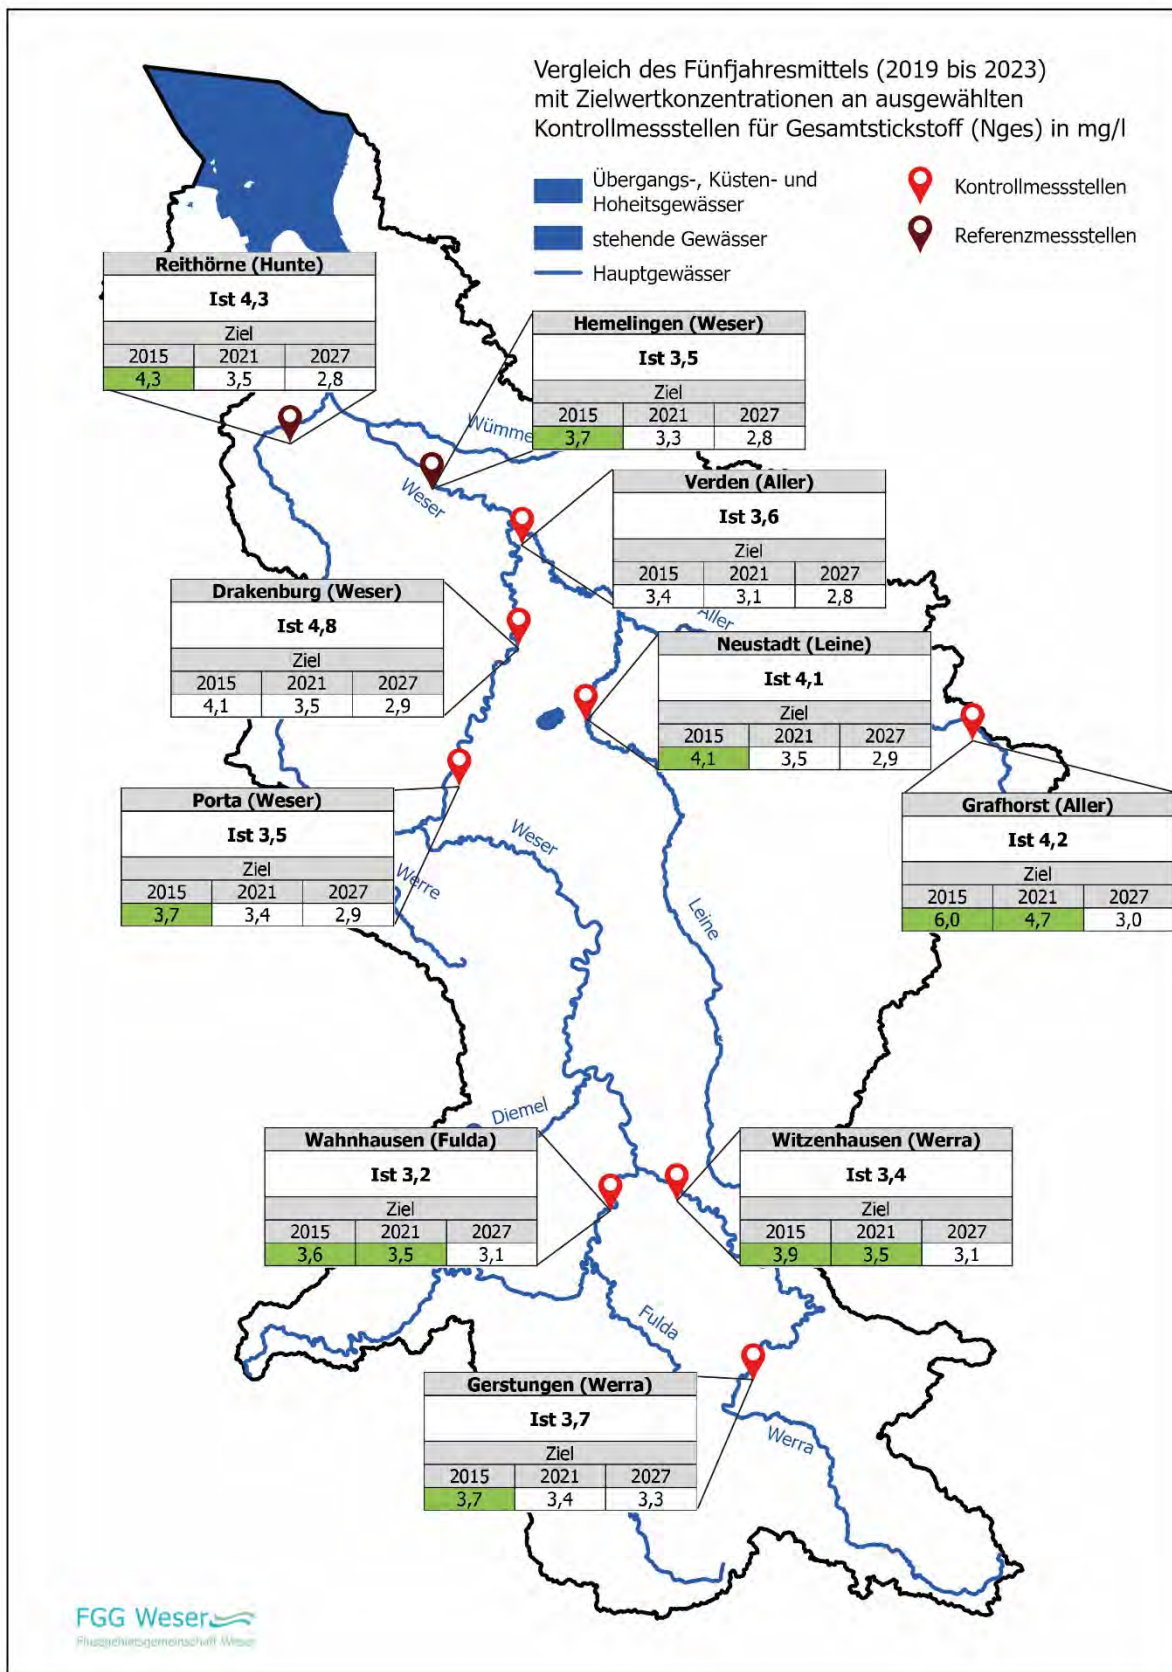 Vergleich des Fünfjahresmittels (2019 bis 2023)
mit Zielwertkonzentrationen an ausgewählten
Kontrollmessstellen für Gesamtstickstoff (Nges) in mg/l
Übergangs-, Küsten- und
Hoheitsgewässer
stehende Gewässer
Hauptgewässer
Kontrollmessstellen
Referenzmessstellen
Reithörne (Hunte)
Ist 4,3
Ziel
2015 2021 2027
4,3 3,5 2,8
Hemelingen (Weser)
Ist 3,5
Ziel
2015 2021 2027
3,7 3,3 2,8
Wümme
Weser
Verden (Aller)
Ist 3,6
Ziel
2015 2021 2027
3,4 3,1 2,8
Aller
Drakenburg (Weser)
Ist 4,8
Ziel
2015 2021 2027
4,1 3,5 2,9
Neustadt (Leine)
Ist 4,1
Ziel
2015 2021 2027
4,1 3,5 2,9
Porta (Weser)
Ist 3,5
Ziel
2015 2021 2027
3,7 3,4 2,9
Grafhorst (Aller)
Ist 4,2
Ziel
2015 2021 2027
6,0 4,7 3,0
Weser
Werre
Leine
Diemel
Wahnhausen (Fulda)
Ist 3,2
Ziel
2015 2021 2027
3,6 3,5 3,1
Witzenhausen (Werra)
Ist 3,4
Ziel
2015 2021 2027
3,9 3,5 3,1
Fulda
Gerstungen (Werra)
Ist 3,7
Ziel
2015 2021 2027
3,7 3,4 3,3
Werra
FGG Weser
Flussgebietsgemeinschaft Weser